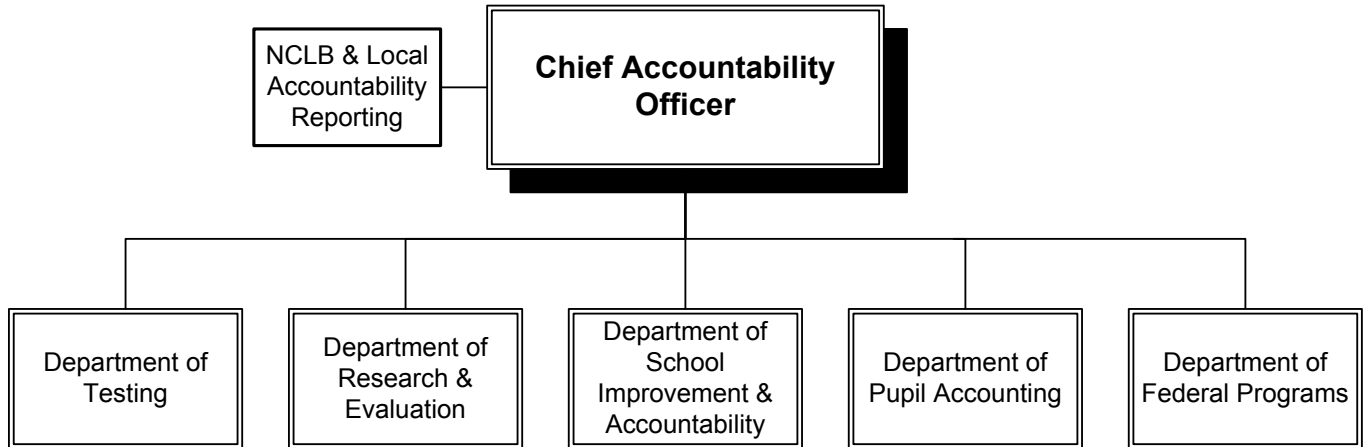 NCLB & Local
Accountability
Reporting
Chief Accountability
Officer
Department of
Testing
Department of
Research &
Evaluation
Department of
School
Improvement &
Accountability
Department of
Pupil Accounting
Department of
Federal Programs